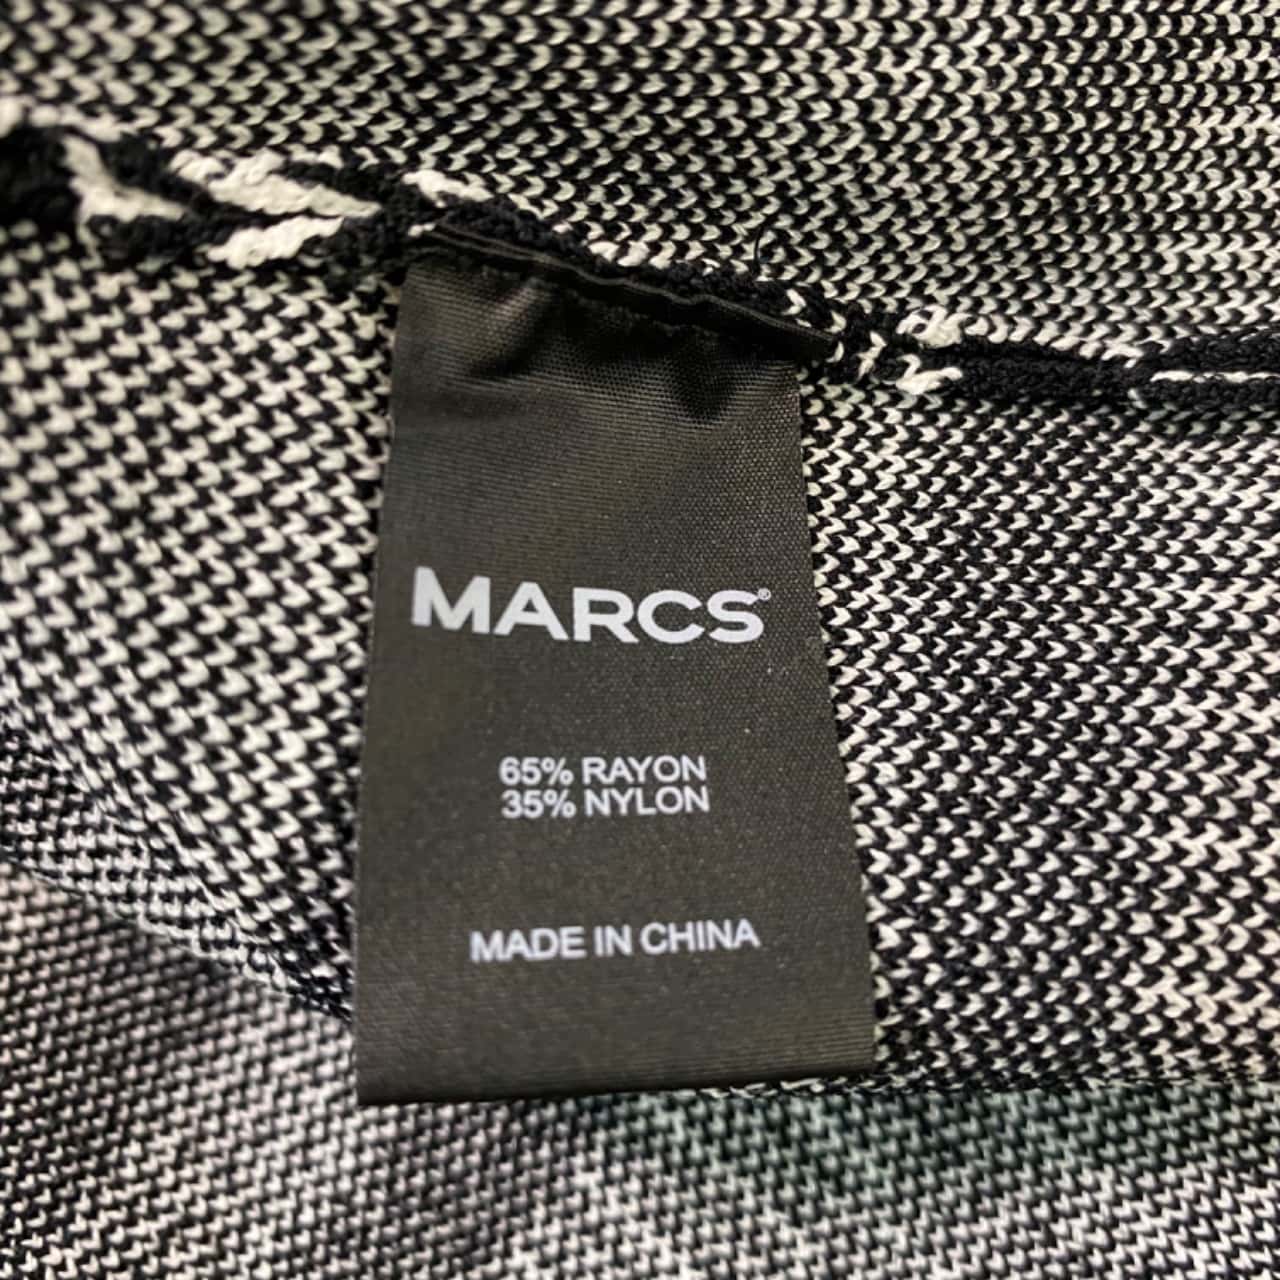 MARCS®
65% RAYON
35% NYLON
MADE IN CHINA